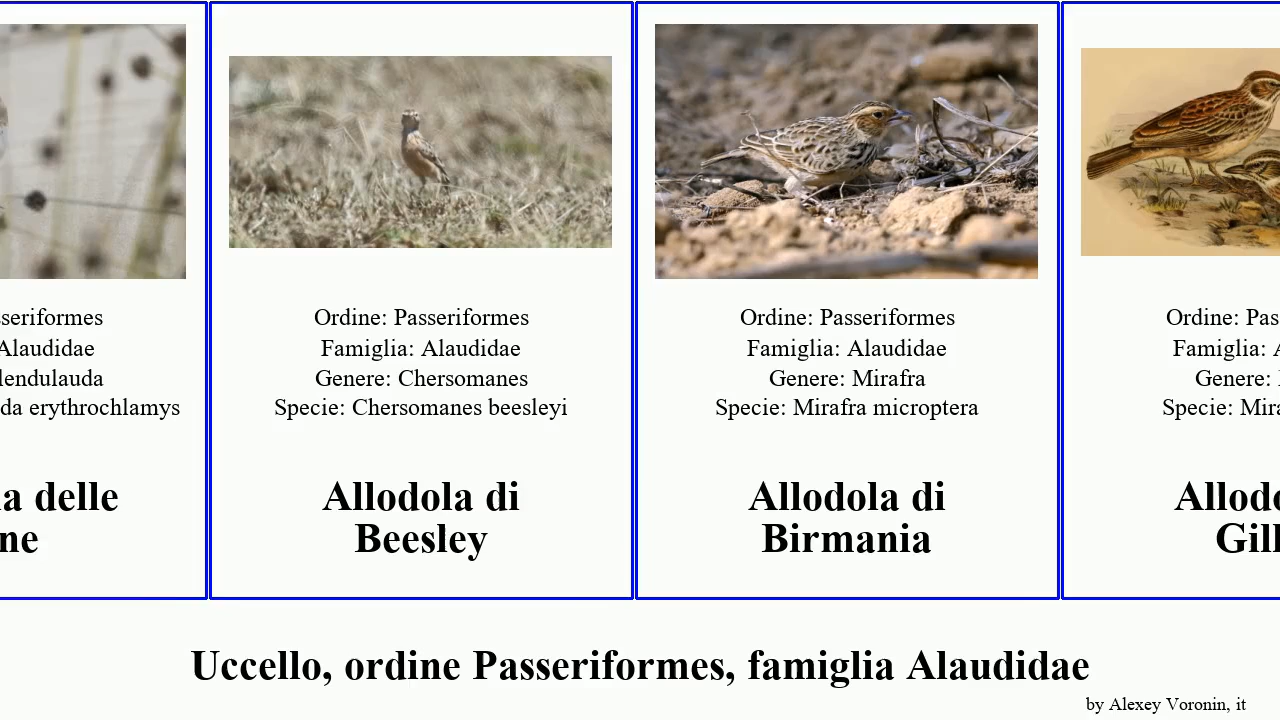 seriformes
Alaudidae
lendulauda
da erythrochlamys
a delle
ne
Ordine: Passeriformes
Famiglia: Alaudidae
Genere: Chersomanes
Specie: Chersomanes beesleyi
Allodola di
Beesley
Ordine: Passeriformes
Famiglia: Alaudidae
Genere: Mirafra
Specie: Mirafra microptera
Allodola di
Birmania
Ordine: Pas
Famiglia: A
Genere:
Specie: Mira
Allodo
Gill
Uccello, ordine Passeriformes, famiglia Alaudidae
by Alexey Voronin, it